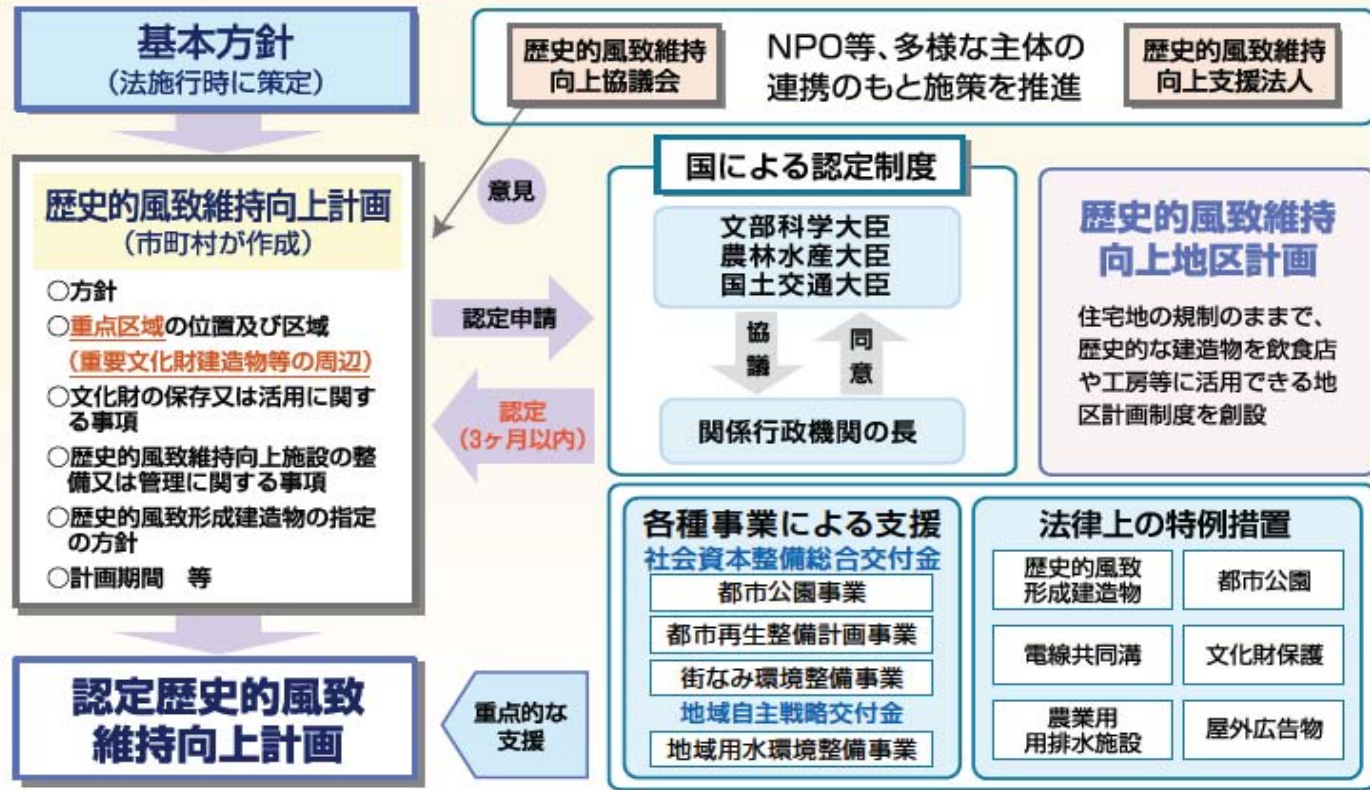 基本方針
(法施行時に策定)
歴史的風致維持
向上協議会
NPO等、多様な主体の
連携のもと施策を推進
歴史的風致維持
向上支援法人
歴史的風致維持向上計画
(市町村が作成)
○方針
○重点区域の位置及び区域
(重要文化財建造物等の周辺)
○文化財の保存又は活用に関す
る事項
○歴史的風致維持向上施設の整
備又は管理に関する事項
○歴史的風致形成建造物の指定
の方針
○計画期間 等
意見
認定申請
認定
(3ヶ月以内)
国による認定制度
文部科学大臣
農林水産大臣
国土交通大臣
協議
同意
関係行政機関の長
歴史的風致維持
向上地区計画
住宅地の規制のままで、
歴史的な建造物を飲食店
や工房等に活用できる地
区計画制度を創設
認定歴史的風致
維持向上計画
重点的な
支援
各種事業による支援
社会資本整備総合交付金
都市公園事業
都市再生整備計画事業
街なみ環境整備事業
地域自主戦略交付金
地域用水環境整備事業
法律上の特例措置
歴史的風致
形成建造物
都市公園
電線共同溝
文化財保護
農業用
用排水施設
屋外広告物